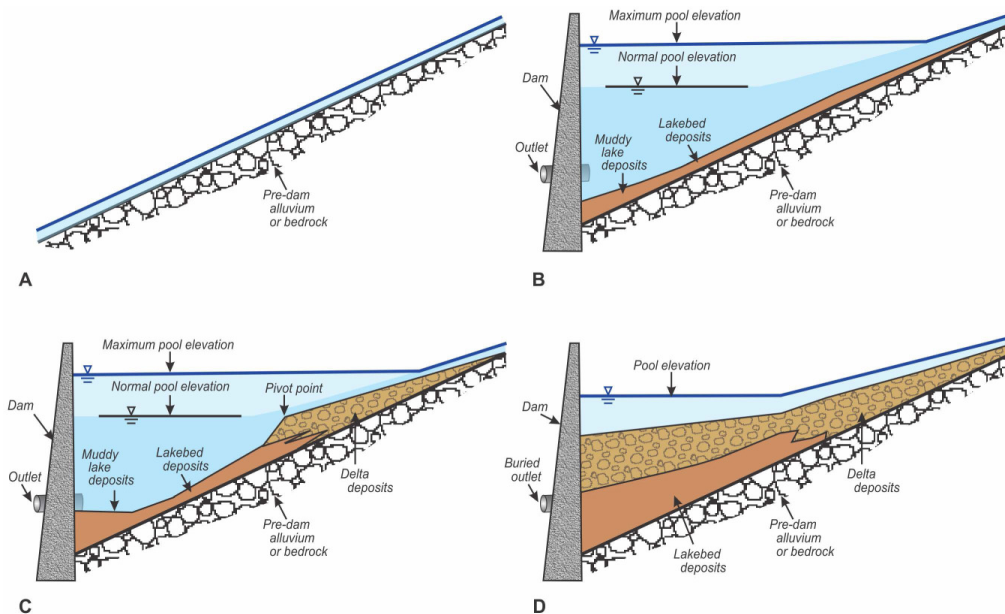 Pre-dam
alluvium
or bedrock
A
Maximum pool elevation
Normal pool elevation
Dam
Outlet
Muddy
lake
deposits
Lakebed
deposits
Pre-dam
alluvium
or bedrock
B
Maximum pool elevation
Normal pool elevation
Pivot point
Dam
Outlet
Muddy
lake
deposits
Lakebed
deposits
Delta
deposits
Pre-dam
alluvium
or bedrock
C
Pool elevation
Dam
Buried
outlet
Delta
deposits
Lakebed
deposits
Pre-dam
alluvium
or bedrock
D